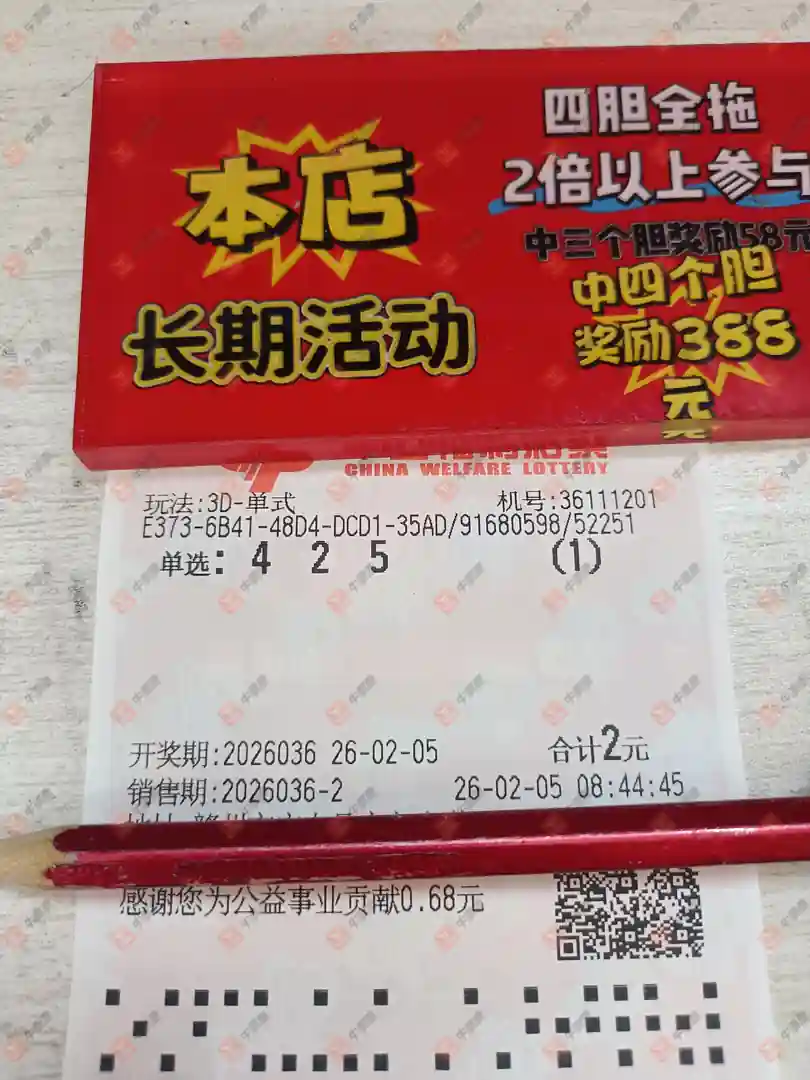 本店
长期活动
四胆全拖
2倍以上参与
中三个胆奖励58元
中四个胆
奖励388
元
CHINA WELFARE LOTTERY
玩法:3D-单式 机号:36111201
E373-6B41-48D4-DCD1-35AD/91680598/52251
单选: 4 2 5 (1)
开奖期:2026036 26-02-05 合计2元
销售期:2026036-2 26-02-05 08:44:45
感谢您为公益事业贡献0.68元